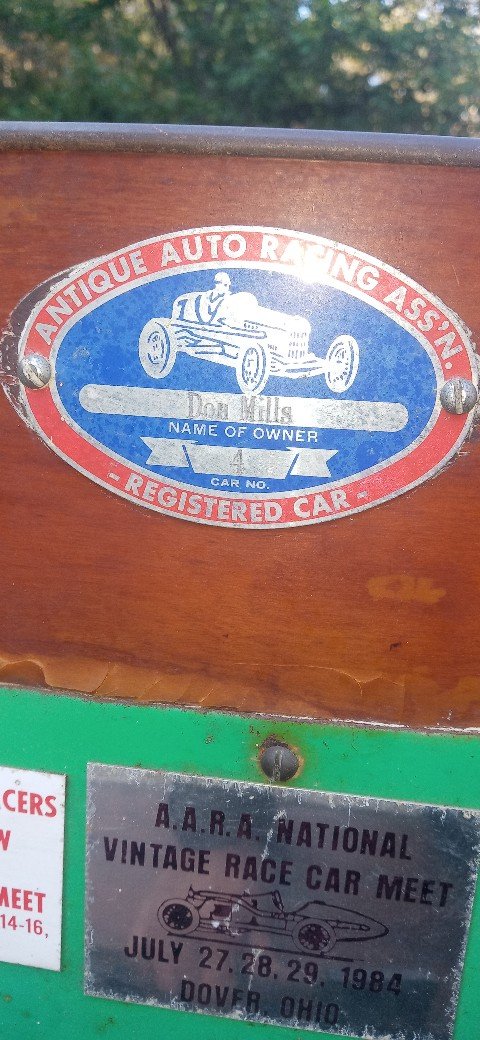 ANTIQUE AUTO RACING ASS'N.
Don Mills
NAME OF OWNER
4
CAR NO.
- REGISTERED CAR -
CERS
W
MEET
14-16,
A.A.R.A. NATIONAL
VINTAGE RACE CAR MEET
JULY 27. 28. 29. 1984
DOVER, OHIO